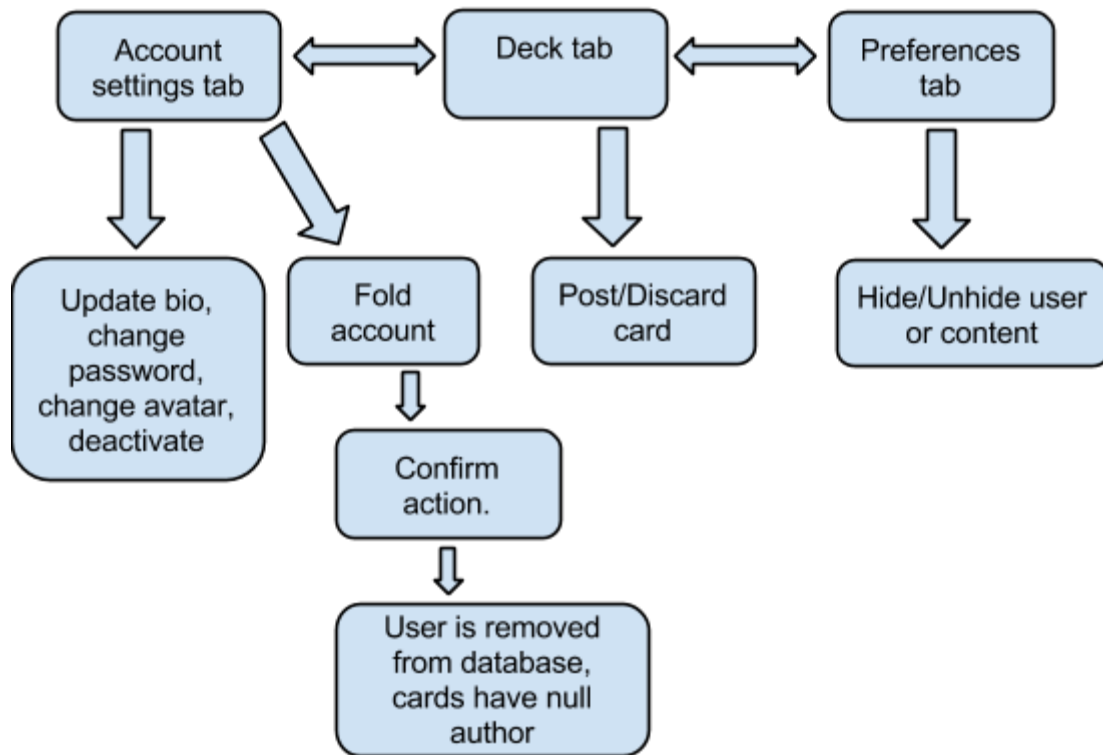 Account
settings tab
Deck tab
Preferences
tab
Update bio,
change
password,
change avatar,
deactivate
Fold
account
Post/Discard
card
Hide/Unhide user
or content
Confirm
action.
User is removed
from database,
cards have null
author